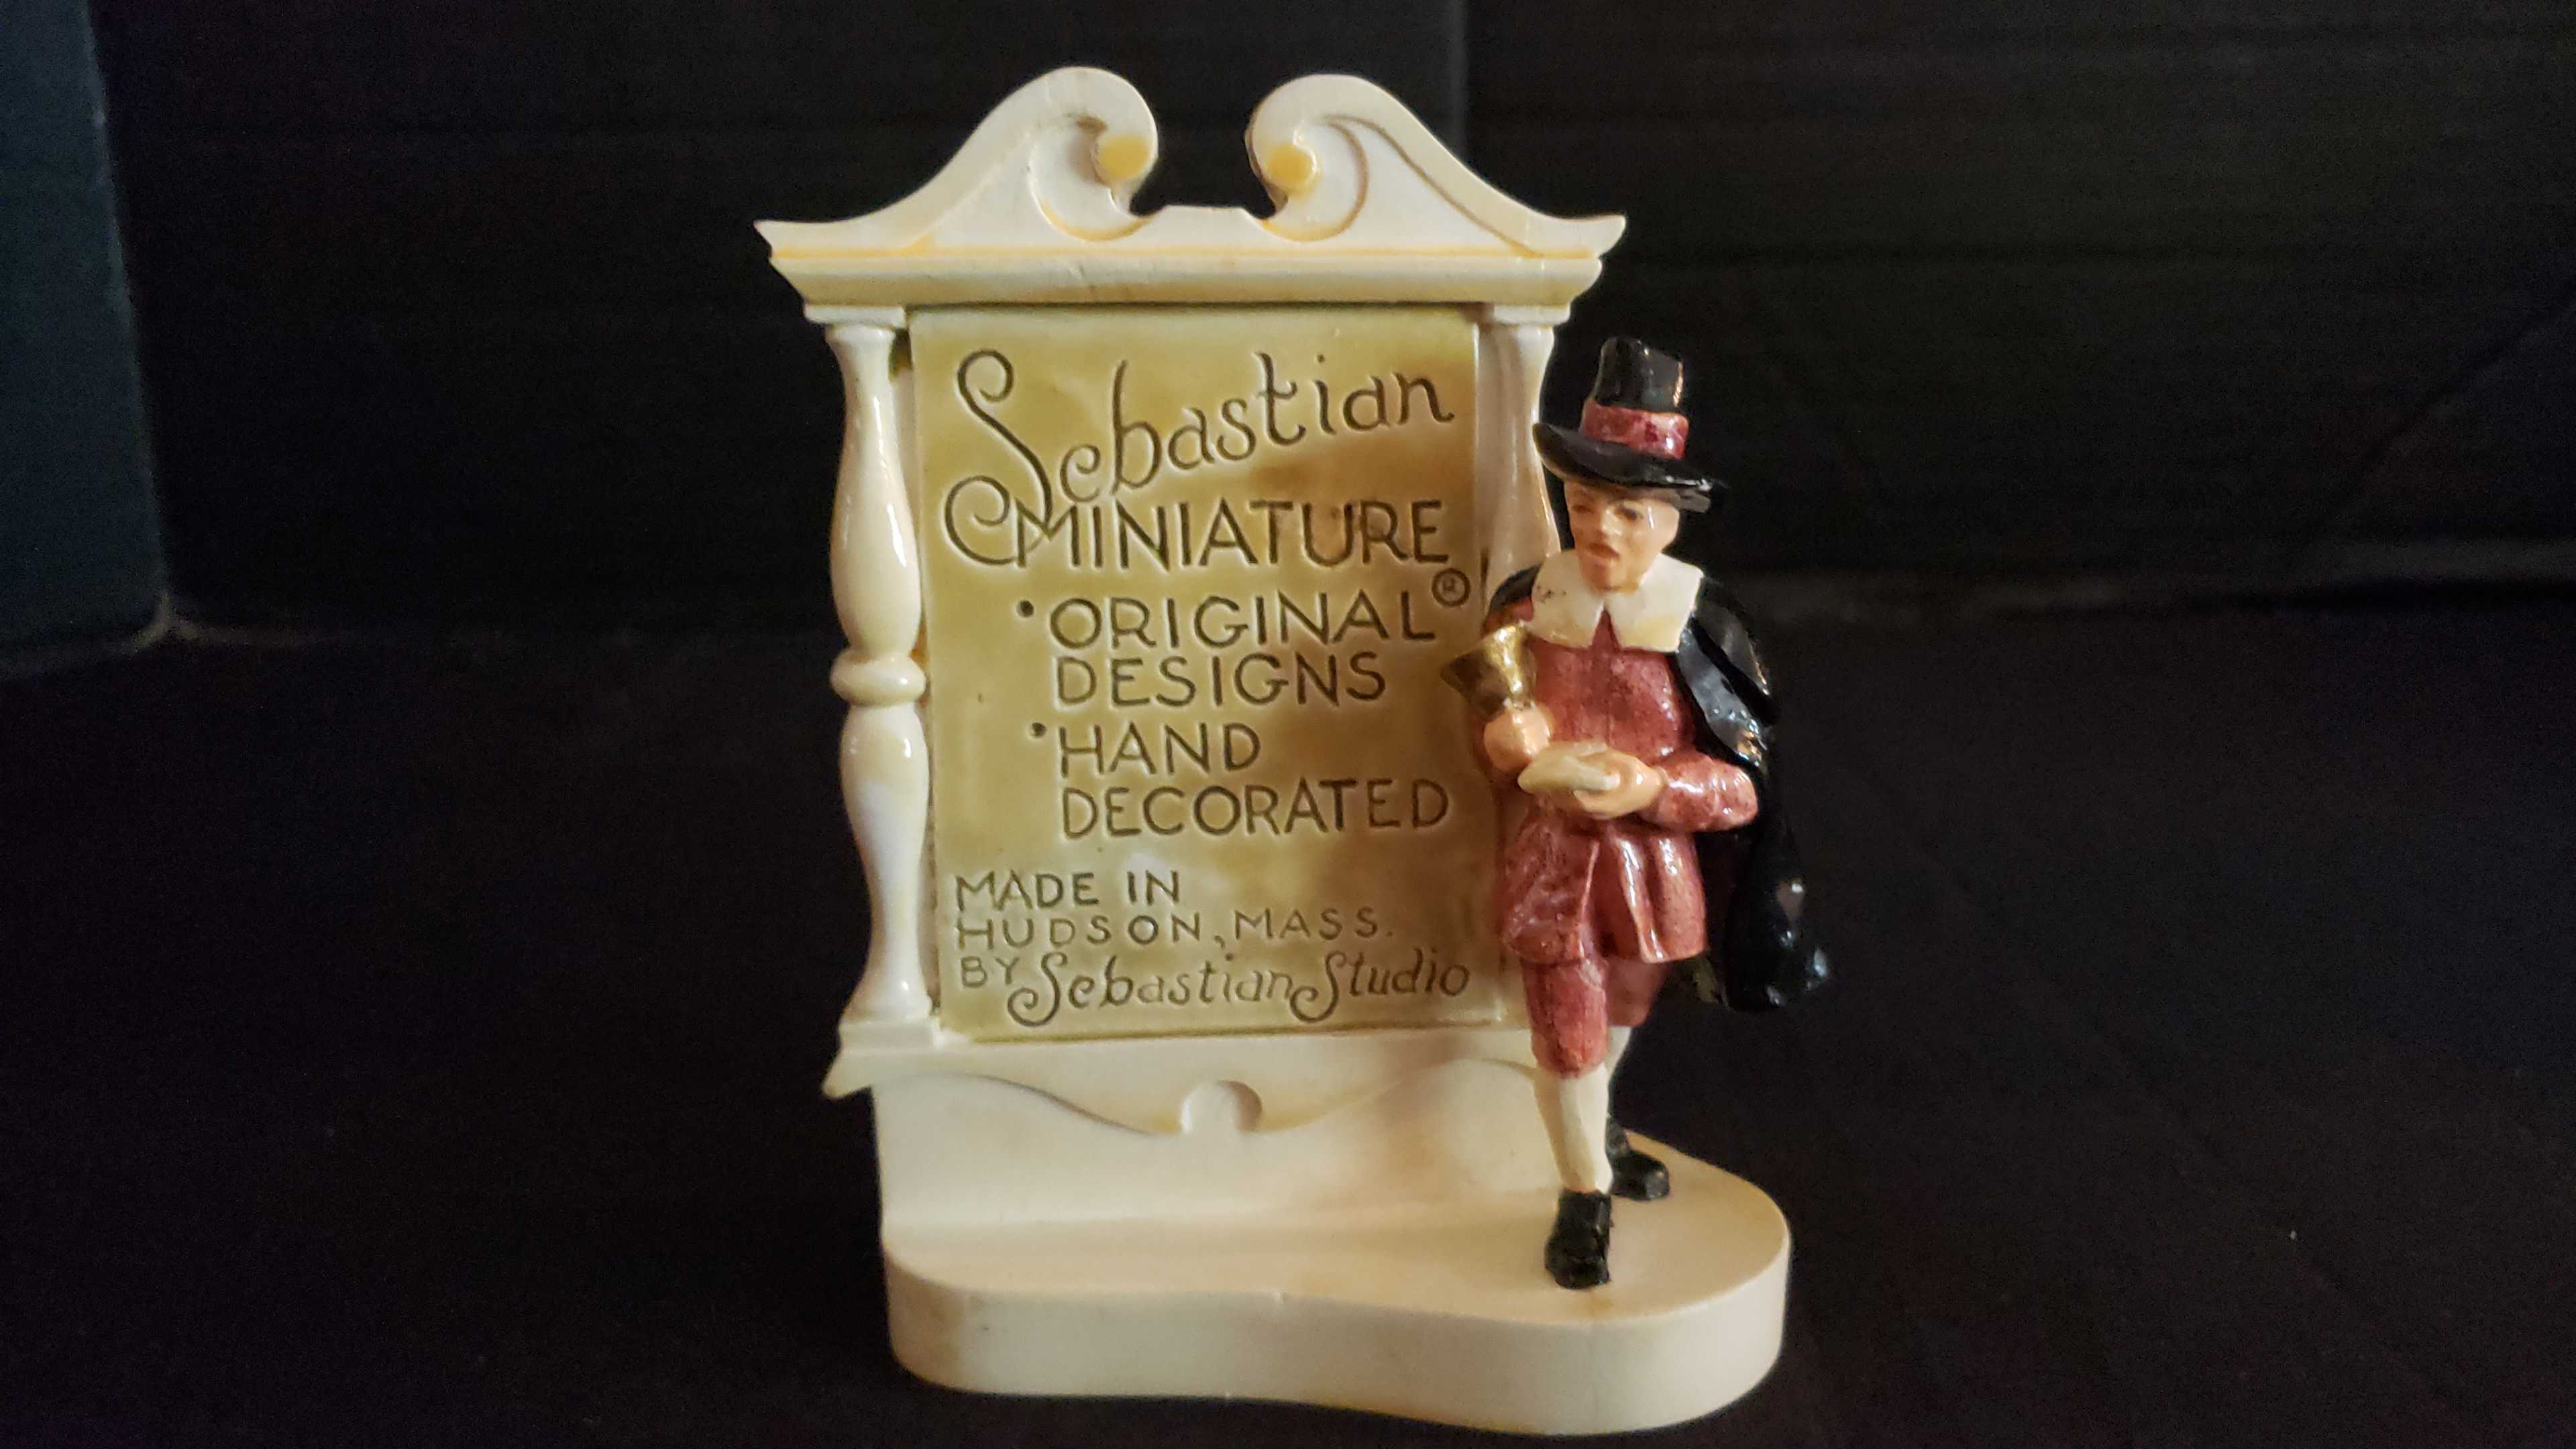 Sebastian
MINIATURE ®
•ORIGINAL
DESIGNS
•HAND
DECORATED
MADE IN
HUDSON, MASS.
BY Sebastian Studio